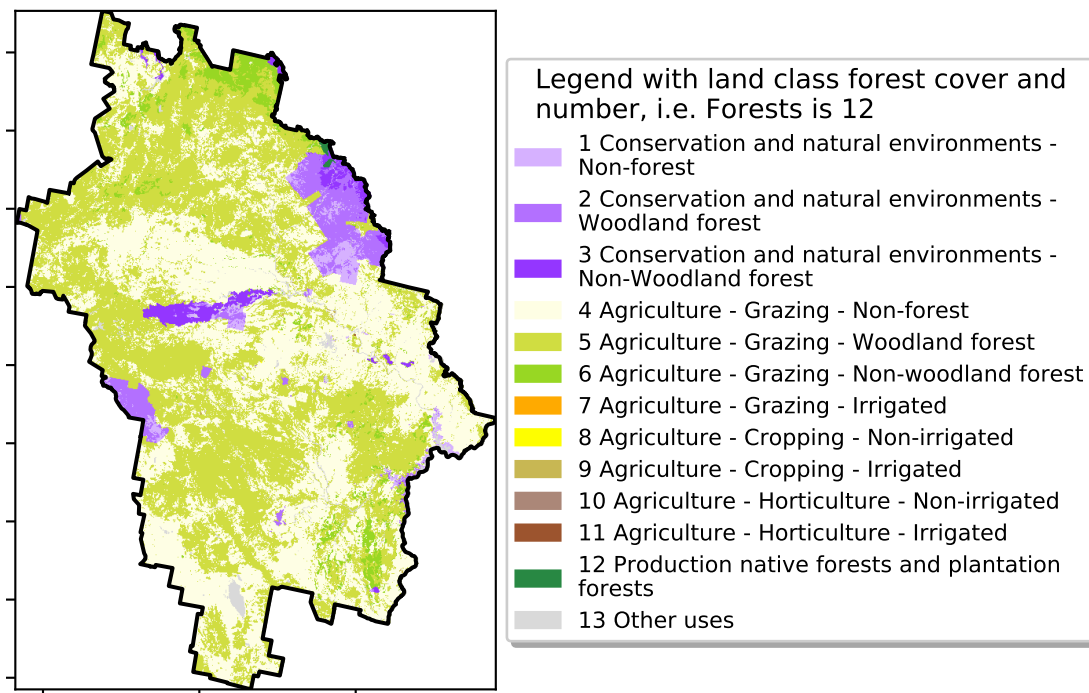 Legend with land class forest cover and
number, i.e. Forests is 12
1 Conservation and natural environments -
Non-forest
2 Conservation and natural environments -
Woodland forest
3 Conservation and natural environments -
Non-Woodland forest
4 Agriculture - Grazing - Non-forest
5 Agriculture - Grazing - Woodland forest
6 Agriculture - Grazing - Non-woodland forest
7 Agriculture - Grazing - Irrigated
8 Agriculture - Cropping - Non-irrigated
9 Agriculture - Cropping - Irrigated
10 Agriculture - Horticulture - Non-irrigated
11 Agriculture - Horticulture - Irrigated
12 Production native forests and plantation
forests
13 Other uses